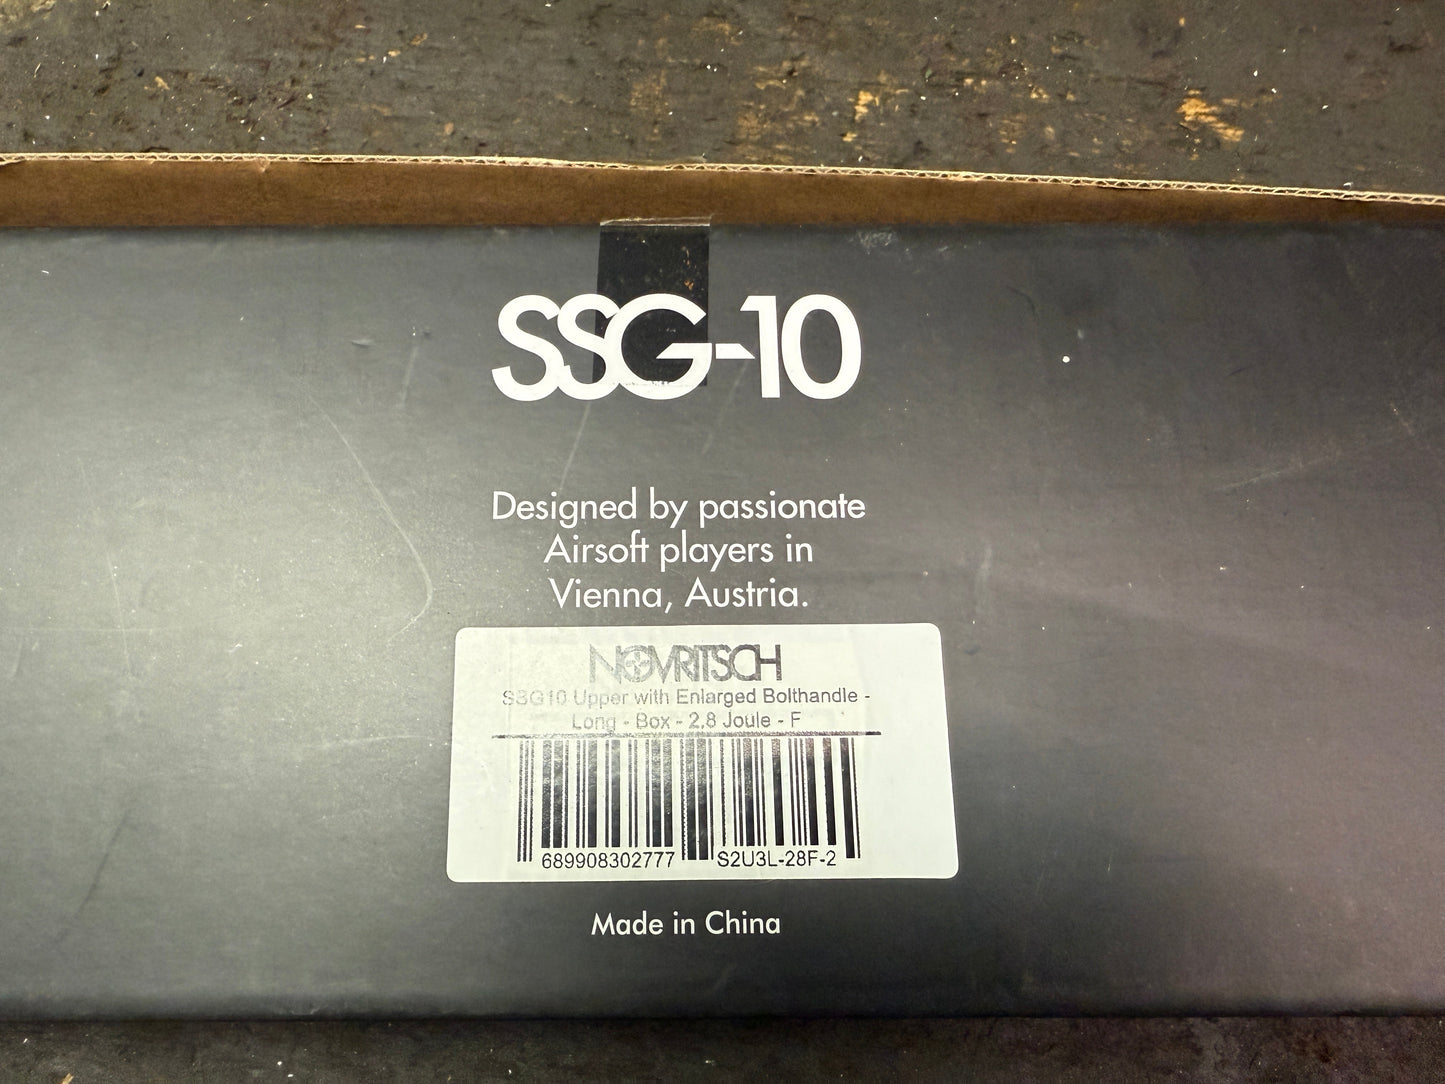 SSG-10
Designed by passionate
Airsoft players in
Vienna, Austria.
NOVRITSCH
SSG10 Upper with Enlarged Bolthandle -
Long - Box - 2,8 Joule - F
689908302777 S2U3L-28F-2
Made in China